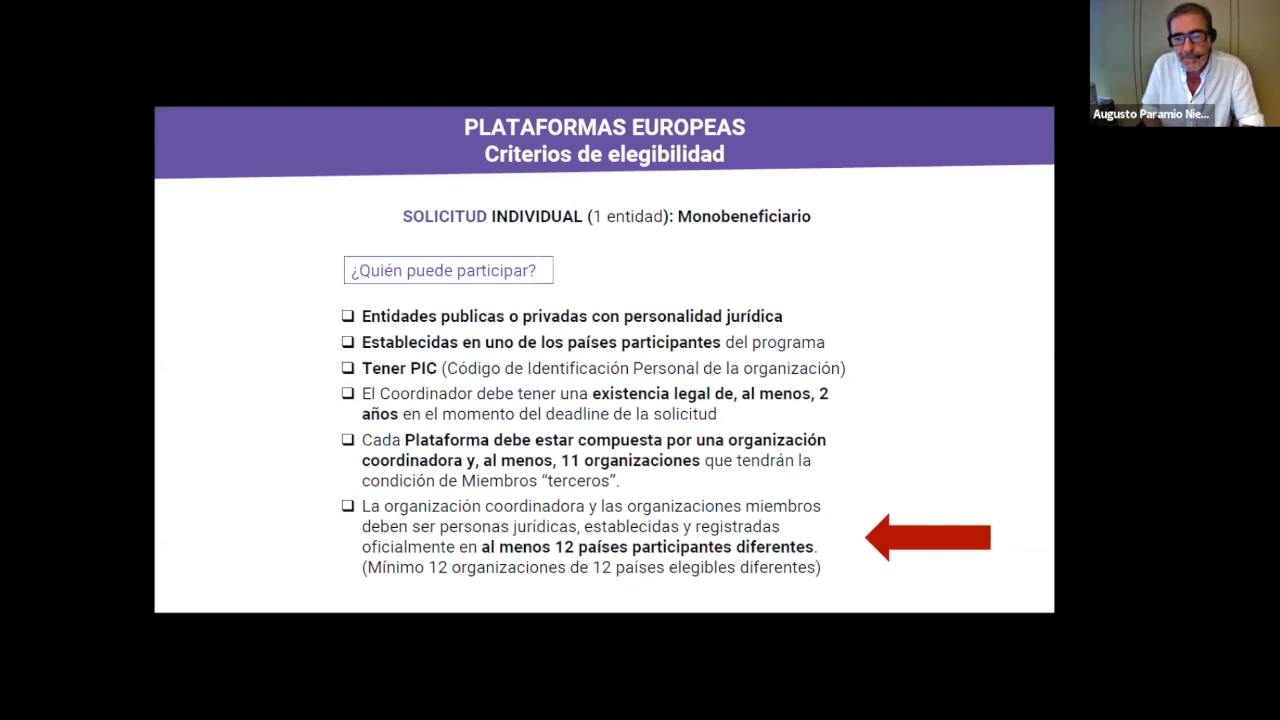 PLATAFORMAS EUROPEAS
Criterios de elegibilidad
SOLICITUD INDIVIDUAL (1 entidad): Monobeneficiario
¿Quién puede participar?
❑ Entidades publicas o privadas con personalidad jurídica
❑ Establecidas en uno de los países participantes del programa
❑ Tener PIC (Código de Identificación Personal de la organización)
❑ El Coordinador debe tener una existencia legal de, al menos, 2
años en el momento del deadline de la solicitud
❑ Cada Plataforma debe estar compuesta por una organización
coordinadora y, al menos, 11 organizaciones que tendrán la
condición de Miembros “terceros”.
❑ La organización coordinadora y las organizaciones miembros
deben ser personas jurídicas, establecidas y registradas
oficialmente en al menos 12 países participantes diferentes.
(Mínimo 12 organizaciones de 12 países elegibles diferentes)
Augusto Paramio Nie...